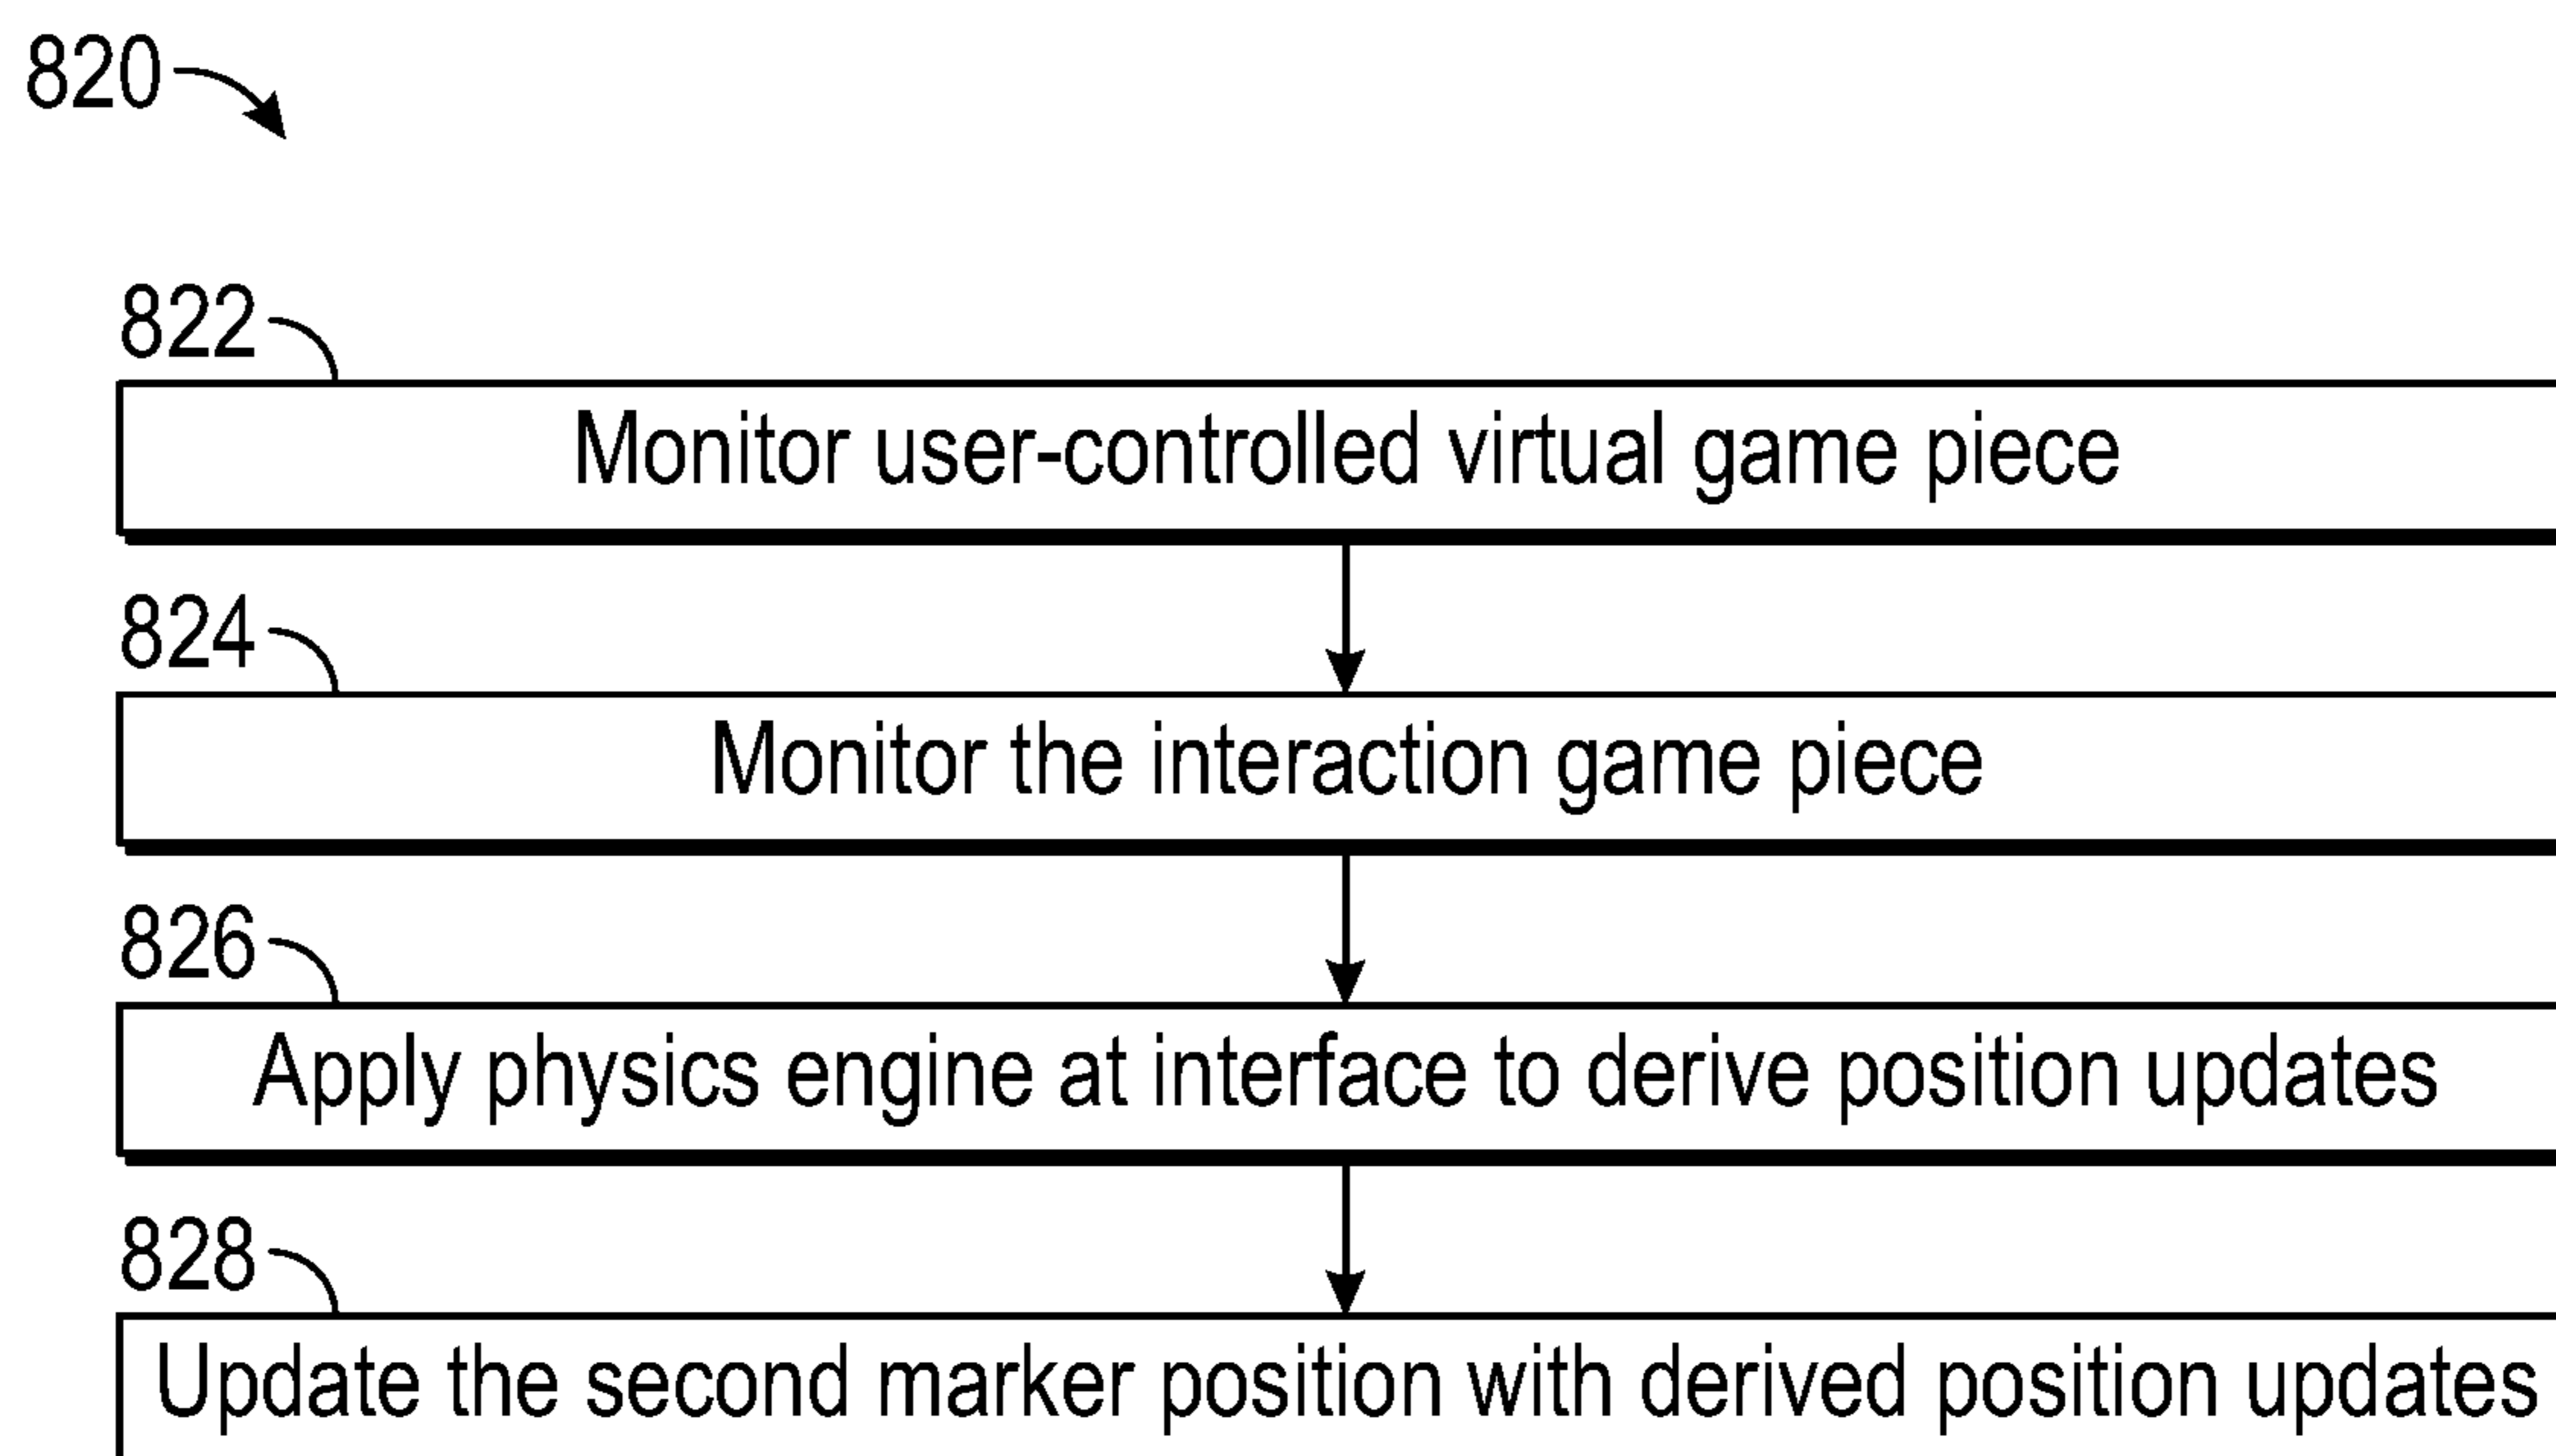 820
822
Monitor user-controlled virtual game piece
824
Monitor the interaction game piece
826
Apply physics engine at interface to derive position updates
828
Update the second marker position with derived position updates